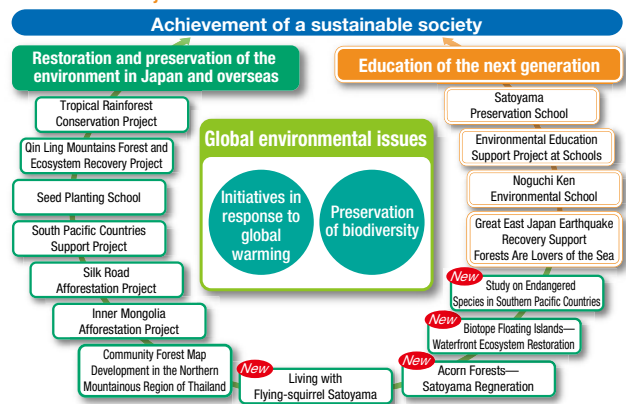 Achievement of a sustainable society
Restoration and preservation of the
environment in Japan and overseas
Education of the next generation
Tropical Rainforest
Conservation Project
Qin Ling Mountains Forest and
Ecosystem Recovery Project
Seed Planting School
South Pacific Countries
Support Project
Silk Road
Afforestation Project
Inner Mongolia
Afforestation Project
Community Forest Map
Development in the Northern
Mountainous Region of Thailand
Global environmental issues
Initiatives in
response to
global
warming
Preservation
of biodiversity
Satoyama
Preservation School
Environmental Education
Support Project at Schools
Noguchi Ken
Environmental School
Great East Japan Earthquake
Recovery Support
Forests Are Lovers of the Sea
New
Study on Endangered
Species in Southern Pacific Countries
New
Biotope Floating Islands—
Waterfront Ecosystem Restoration
New
Acorn Forests—
Satoyama Regneration
New
Living with
Flying-squirrel Satoyama